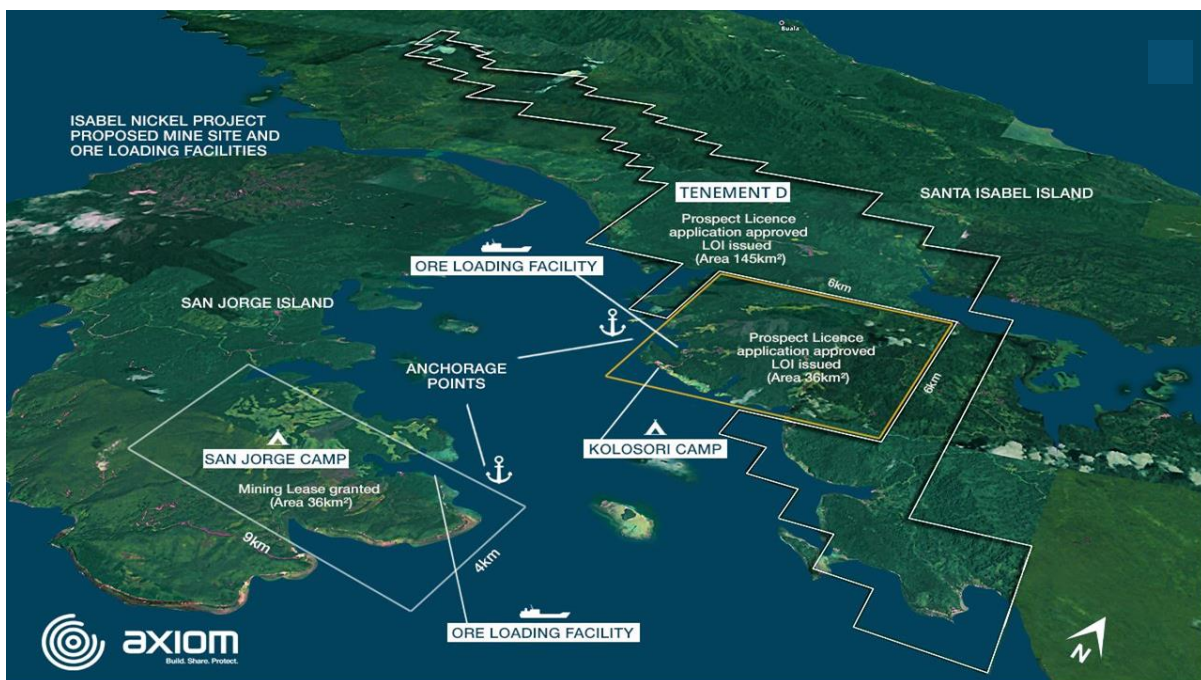 Buala
ISABEL NICKEL PROJECT
PROPOSED MINE SITE AND
ORE LOADING FACILITIES
TENEMENT D
Prospect Licence
application approved
LOI issued
(Area 145km²)
SANTA ISABEL ISLAND
ORE LOADING FACILITY
6km
SAN JORGE ISLAND
Prospect Licence
application approved
LOI issued
(Area 36km²)
6km
ANCHORAGE
POINTS
KOLOSORI CAMP
SAN JORGE CAMP
Mining Lease granted
(Area 36km²)
9km
4km
ORE LOADING FACILITY
axiom
Build. Share. Protect.
N